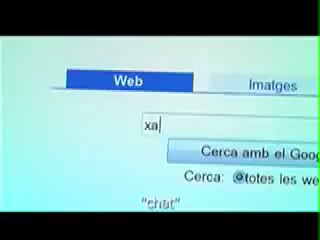 Web Imatges
xa
Cerca amb el Goog
Cerca: totes les we
"chat"